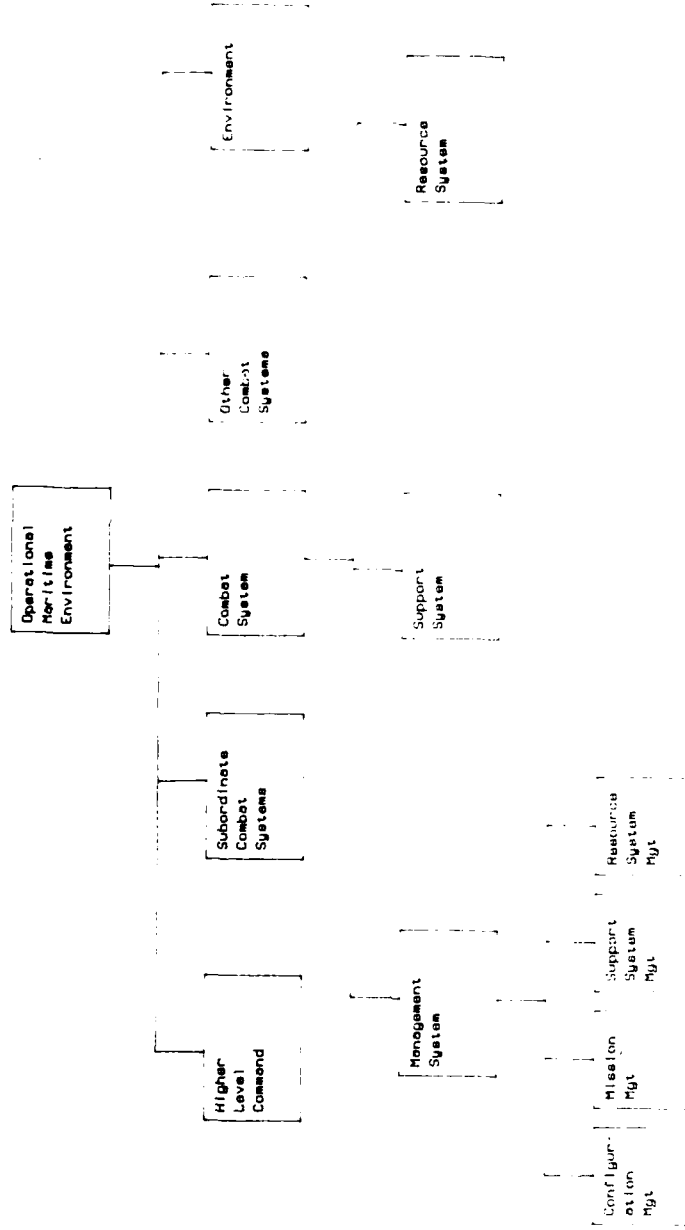 Operational
Maritime
Environment
Higher
Level
Command
Subordinate
Combat
Systems
Combat
System
Other
Combat
Systems
Environment
Management
System
Support
System
Resource
System
Configur-
ation
Mgt
Mission
Mgt
Support
System
Mgt
Resource
System
Mgt